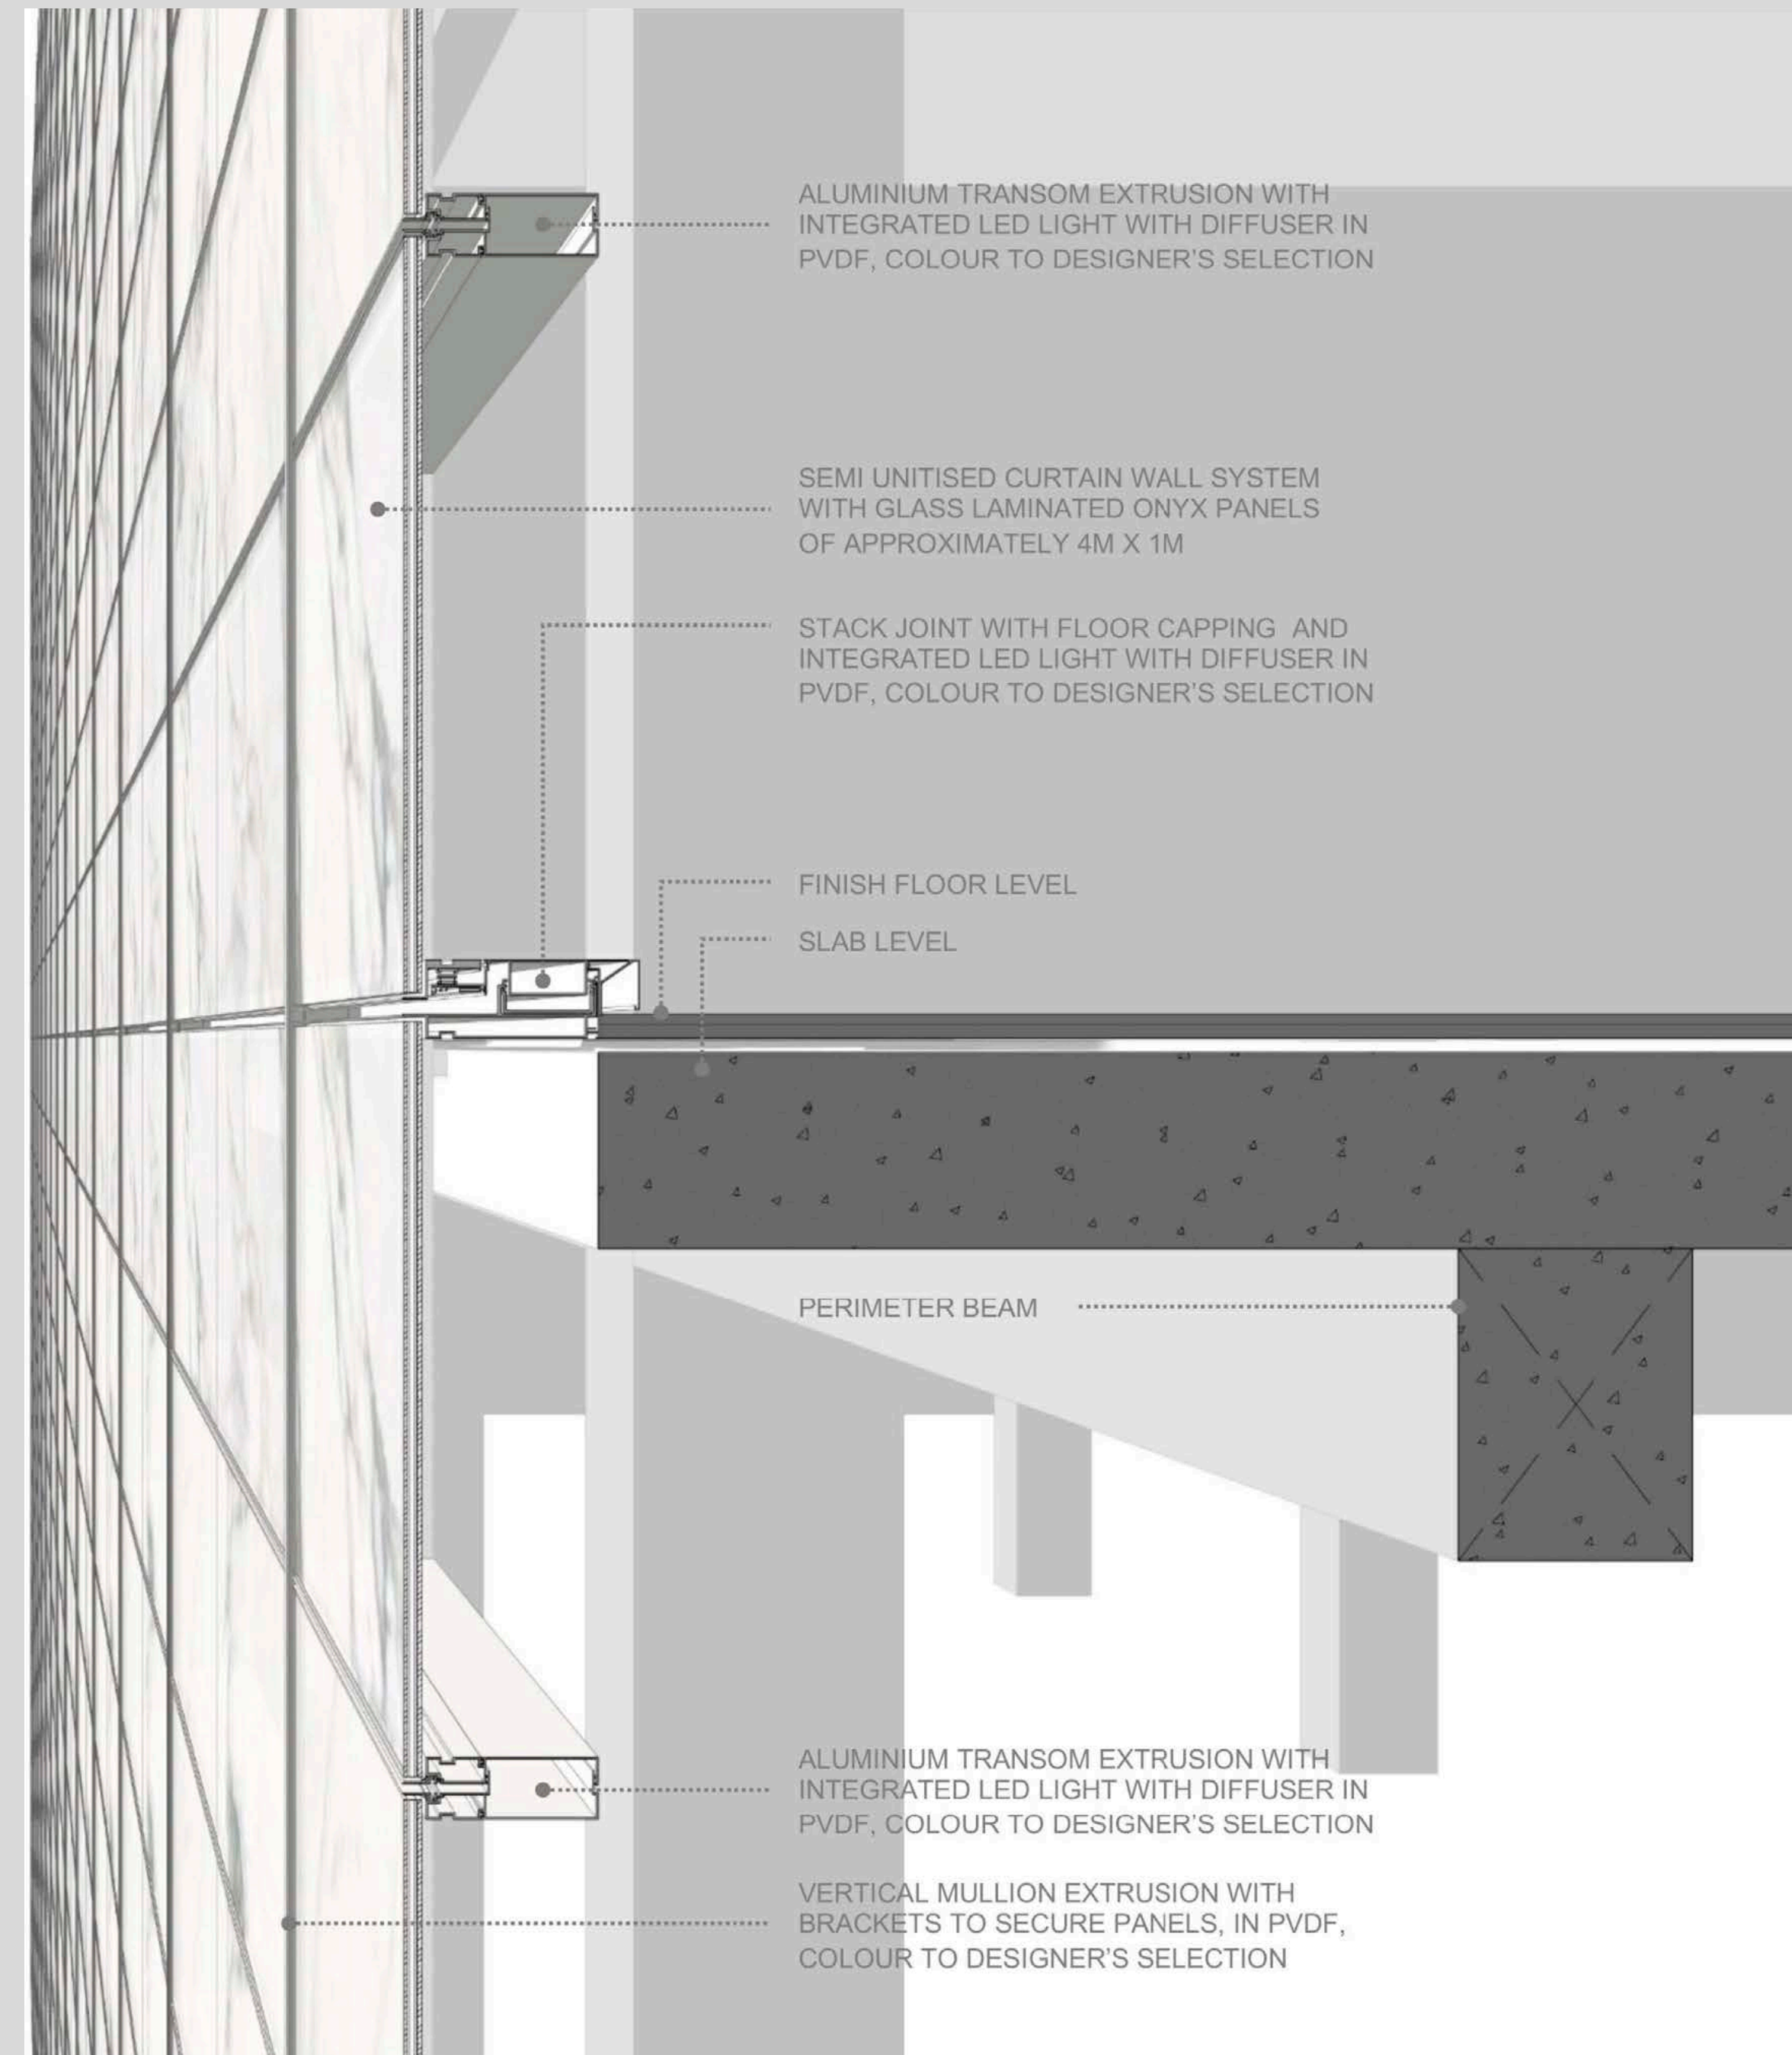 ALUMINIUM TRANSOM EXTRUSION WITH
INTEGRATED LED LIGHT WITH DIFFUSER IN
PVDF, COLOUR TO DESIGNER'S SELECTION
SEMI UNITISED CURTAIN WALL SYSTEM
WITH GLASS LAMINATED ONYX PANELS
OF APPROXIMATELY 4M X 1M
STACK JOINT WITH FLOOR CAPPING AND
INTEGRATED LED LIGHT WITH DIFFUSER IN
PVDF, COLOUR TO DESIGNER'S SELECTION
FINISH FLOOR LEVEL
SLAB LEVEL
PERIMETER BEAM
ALUMINIUM TRANSOM EXTRUSION WITH
INTEGRATED LED LIGHT WITH DIFFUSER IN
PVDF, COLOUR TO DESIGNER'S SELECTION
VERTICAL MULLION EXTRUSION WITH
BRACKETS TO SECURE PANELS, IN PVDF,
COLOUR TO DESIGNER'S SELECTION